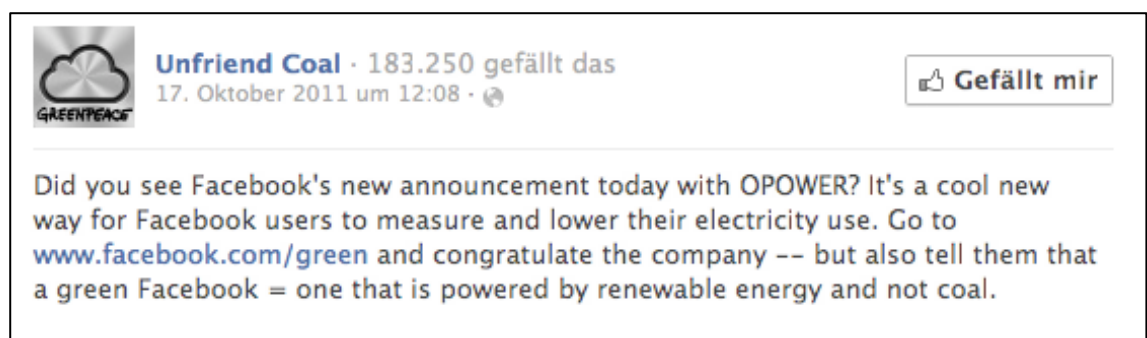 GREENPEACE
Unfriend Coal · 183.250 gefällt das
17. Oktober 2011 um 12:08 ·
Gefällt mir
Did you see Facebook's new announcement today with OPOWER? It's a cool new
way for Facebook users to measure and lower their electricity use. Go to
www.facebook.com/green and congratulate the company -- but also tell them that
a green Facebook = one that is powered by renewable energy and not coal.